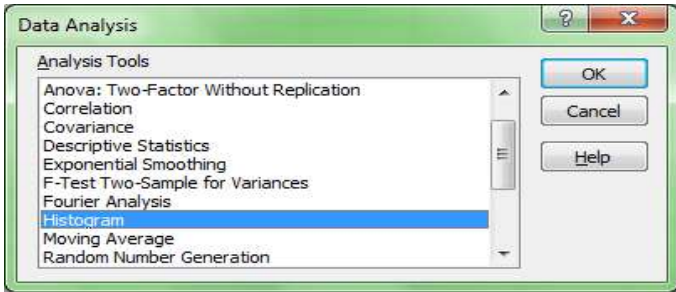 Data Analysis
Analysis Tools
Anova: Two-Factor Without Replication
Correlation
Covariance
Descriptive Statistics
Exponential Smoothing
F-Test Two-Sample for Variances
Fourier Analysis
Histogram
Moving Average
Random Number Generation
OK
Cancel
Help